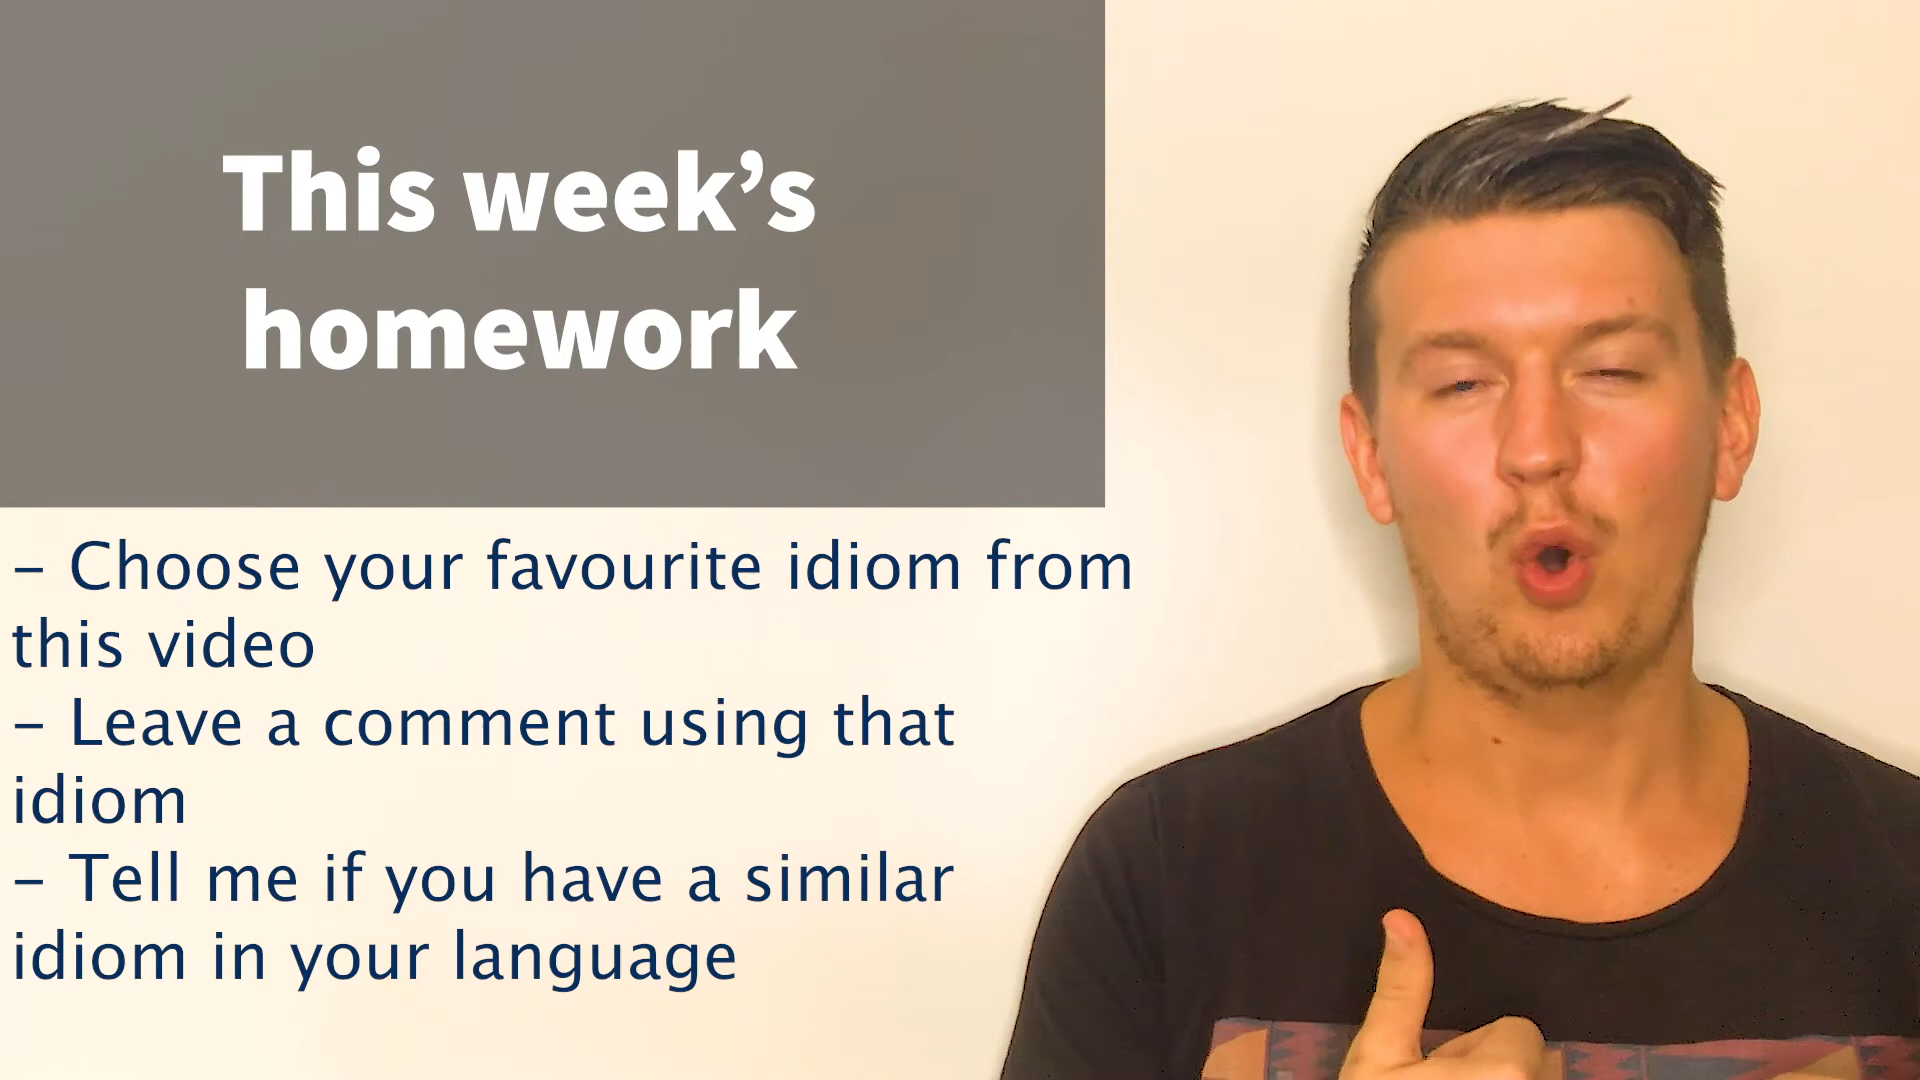 This week’s
homework
– Choose your favourite idiom from
this video
– Leave a comment using that
idiom
– Tell me if you have a similar
idiom in your language